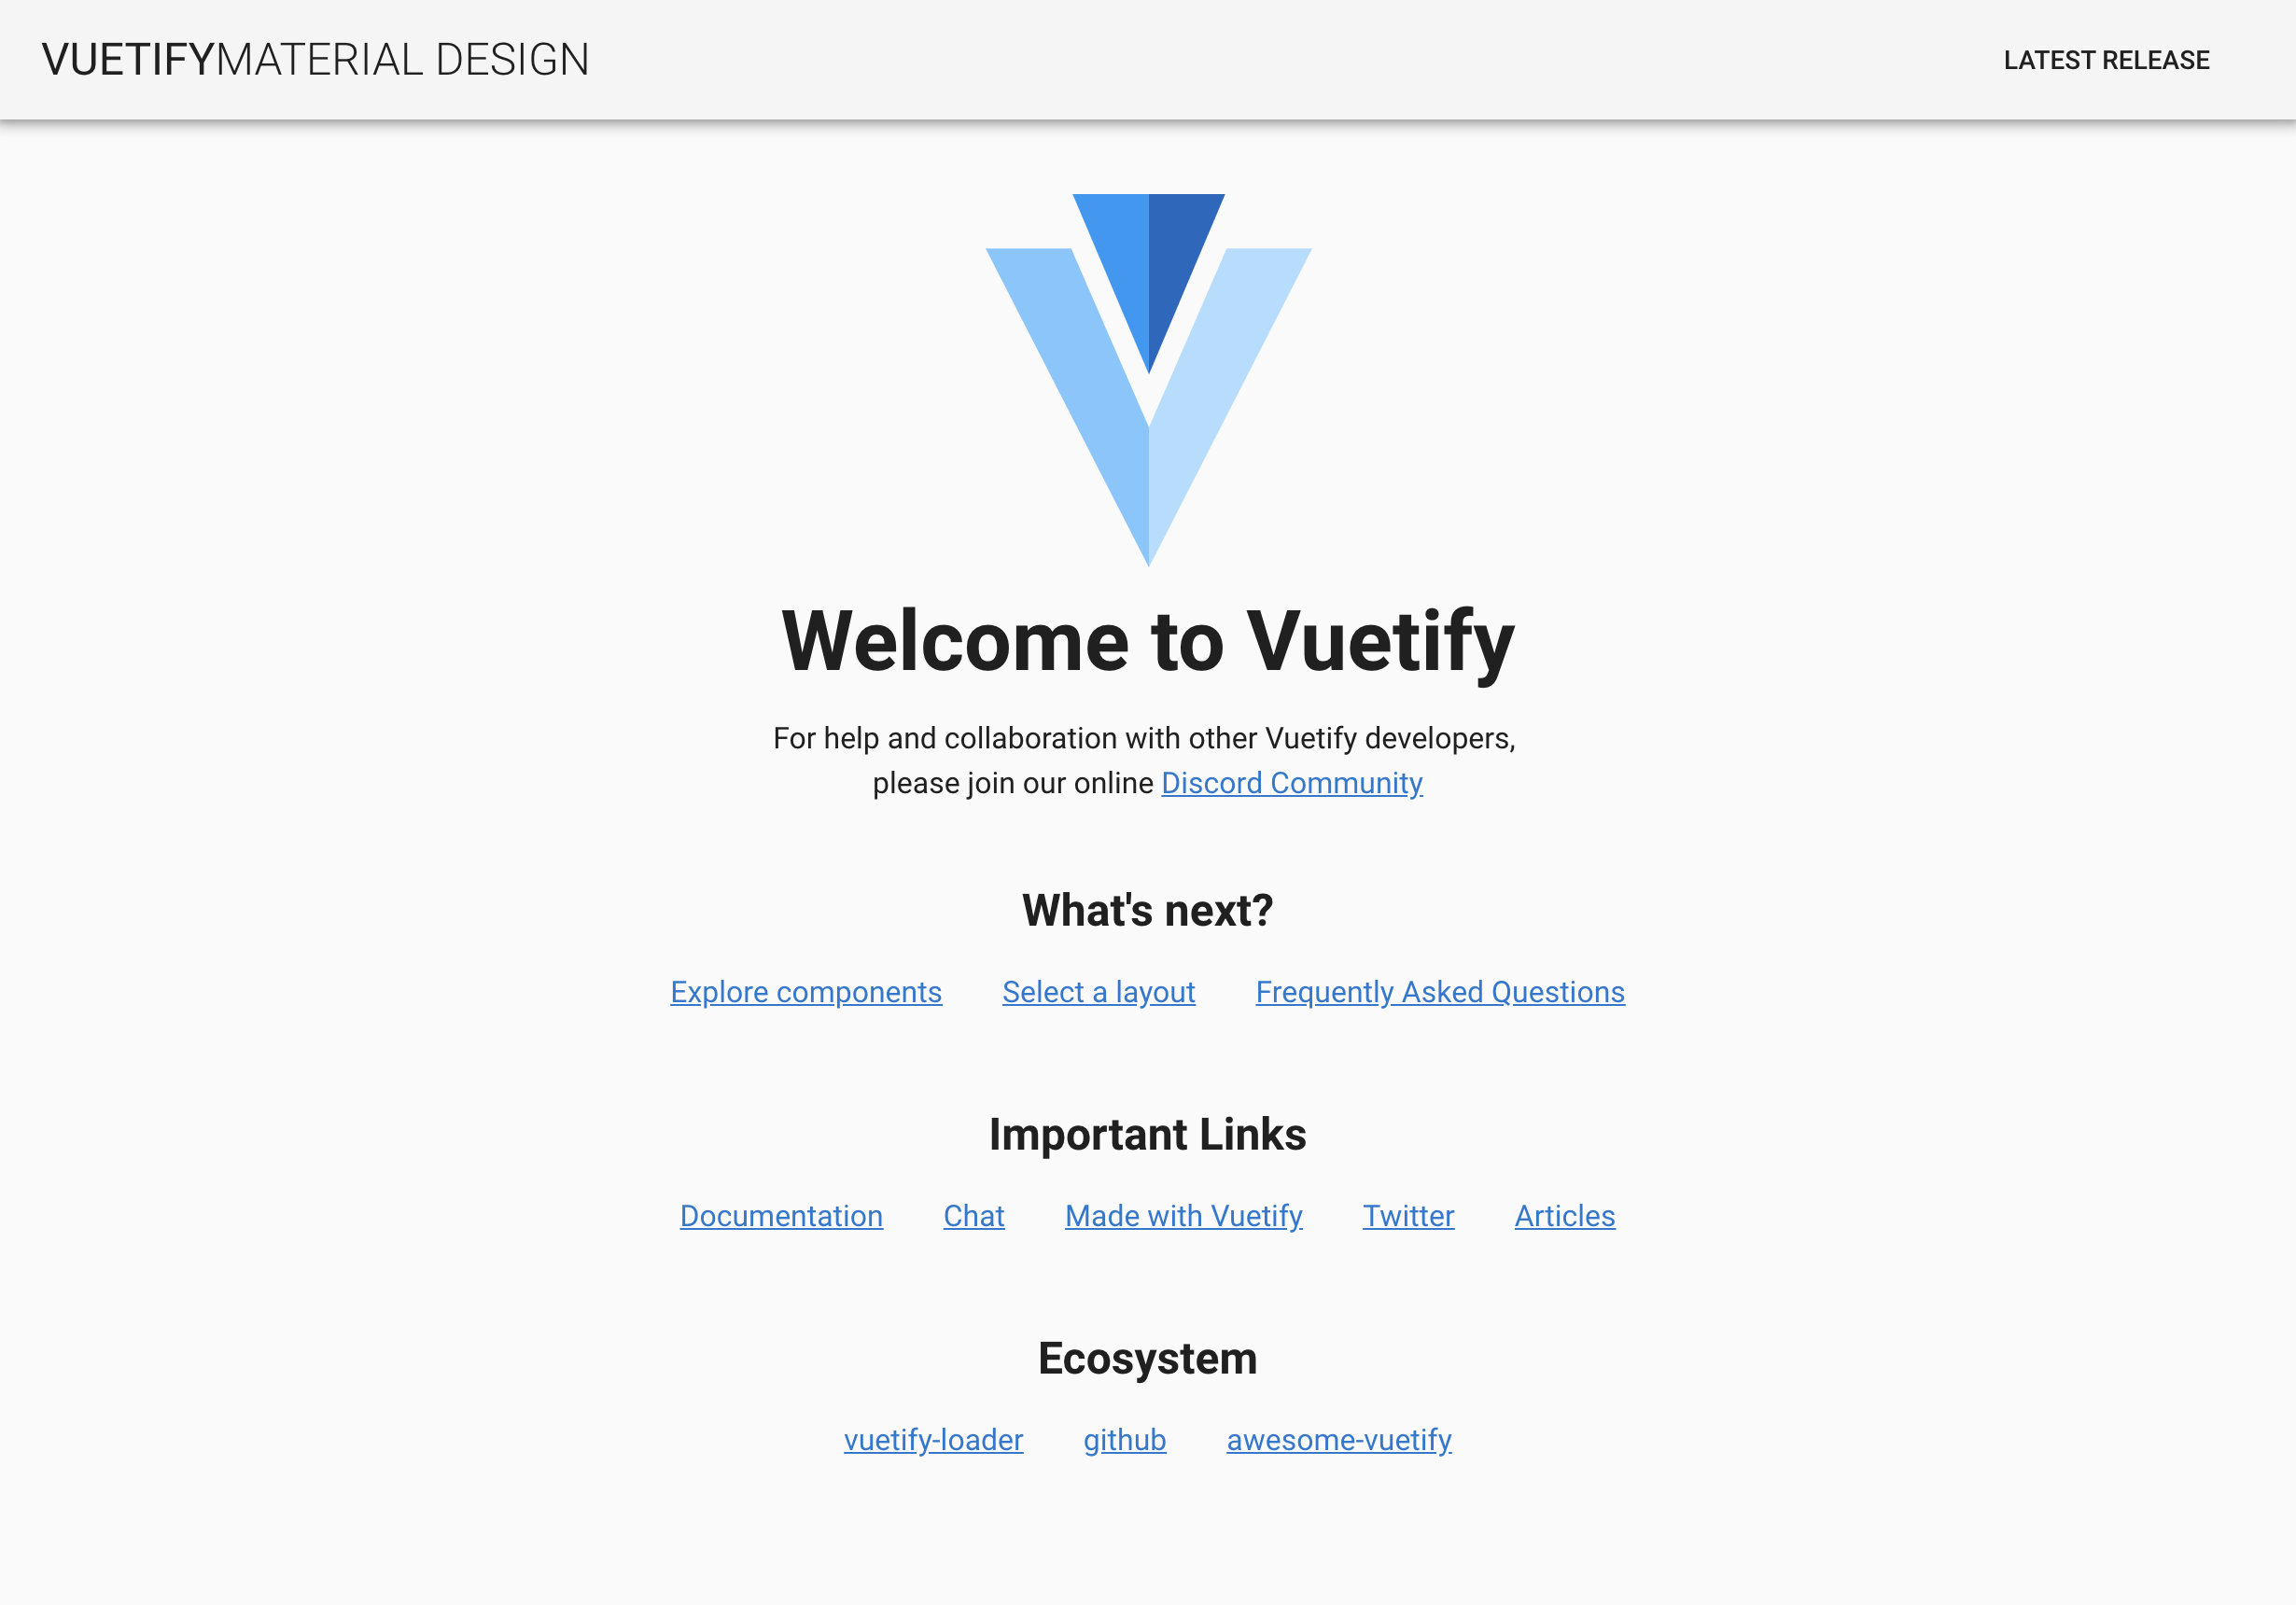 VUETIFYMATERIAL DESIGN
LATEST RELEASE
Welcome to Vuetify
For help and collaboration with other Vuetify developers,
please join our online Discord Community
What's next?
Explore components Select a layout Frequently Asked Questions
Important Links
Documentation Chat Made with Vuetify Twitter Articles
Ecosystem
vuetify-loader github awesome-vuetify